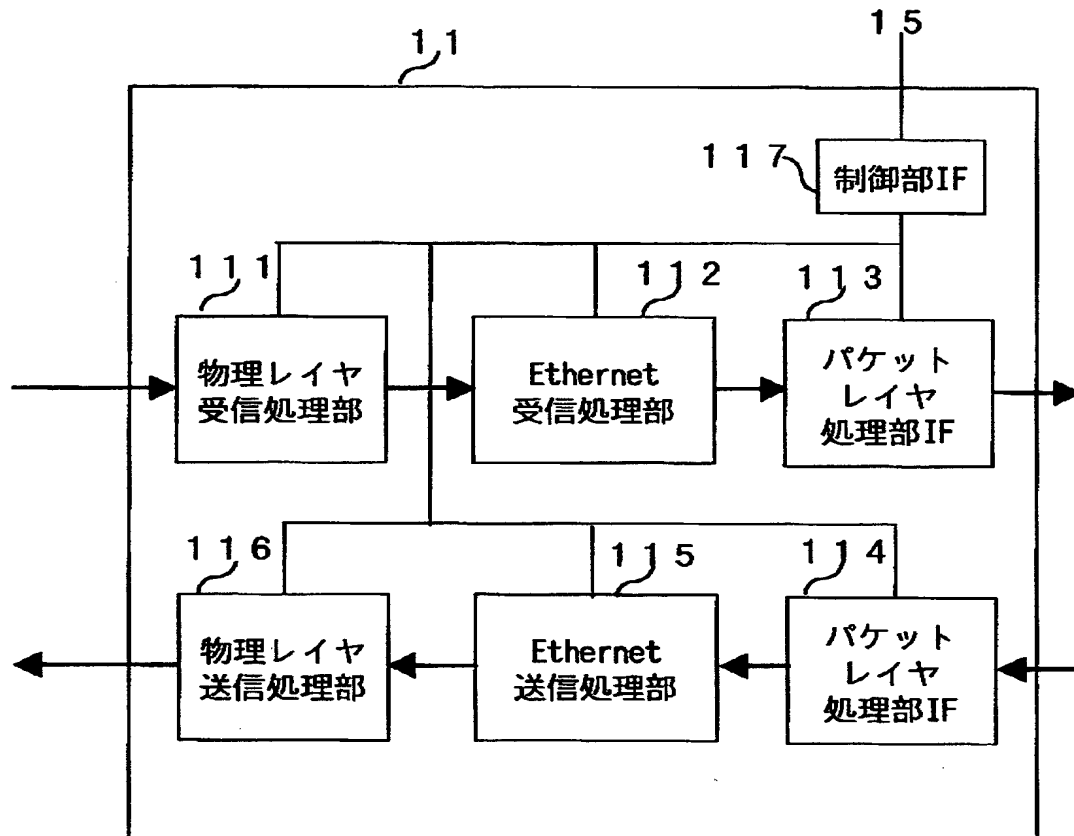 １５
１１
１１７
制御部IF
１１１
１１２
１１３
物理レイヤ
受信処理部
Ethernet
受信処理部
パケット
レイヤ
処理部IF
１１６
１１５
１１４
物理レイヤ
送信処理部
Ethernet
送信処理部
パケット
レイヤ
処理部IF